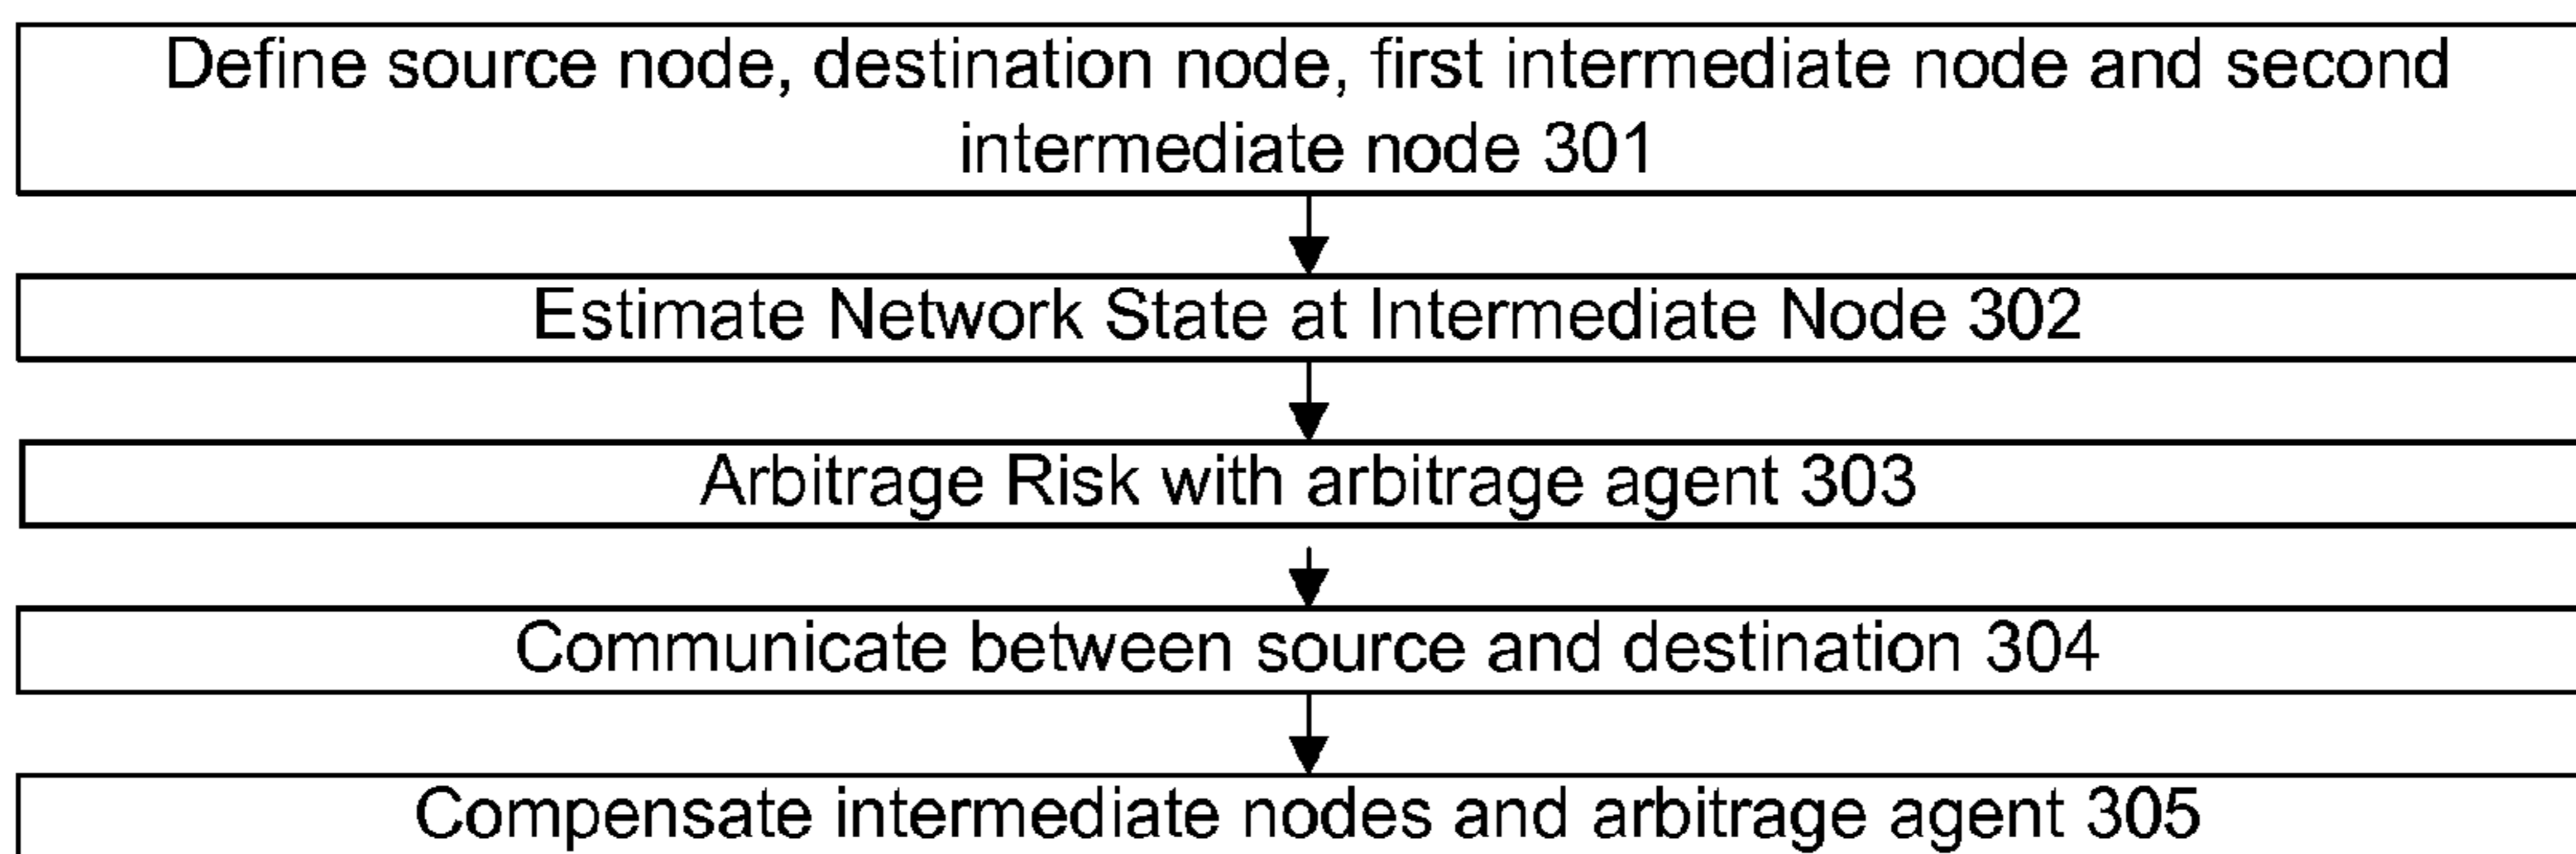 Define source node, destination node, first intermediate node and second
intermediate node 301
Estimate Network State at Intermediate Node 302
Arbitrage Risk with arbitrage agent 303
Communicate between source and destination 304
Compensate intermediate nodes and arbitrage agent 305